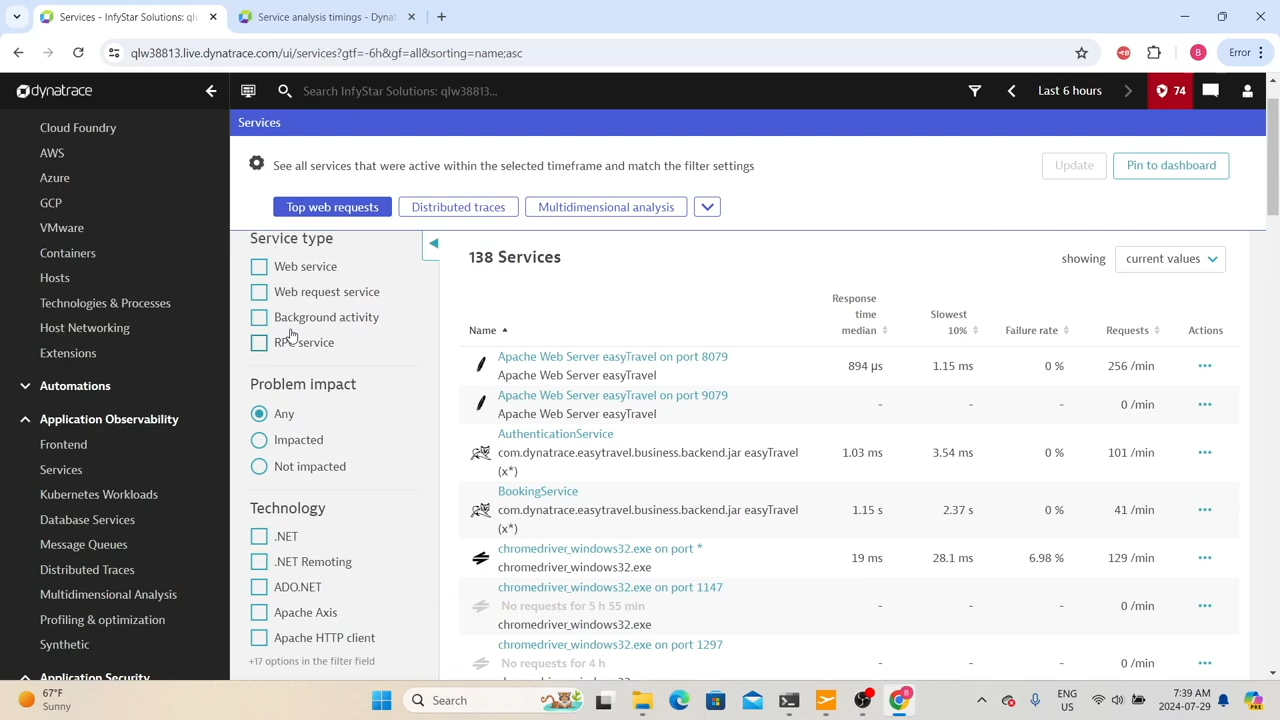 Services - InfyStar Solutions: qlw
Service analysis timings - Dynat
qlw38813.live.dynatrace.com/ui/services?gtf=-6h&gf=all&sorting=name;asc
B
Error
dynatrace
Search InfyStar Solutions: qlw38813...
Last 6 hours
74
Cloud Foundry
AWS
Azure
GCP
VMware
Containers
Hosts
Technologies & Processes
Host Networking
Extensions
Automations
Application Observability
Frontend
Services
Kubernetes Workloads
Database Services
Message Queues
Distributed Traces
Multidimensional Analysis
Profiling & optimization
Synthetic
Application Security
Services
See all services that were active within the selected timeframe and match the filter settings
Update
Pin to dashboard
Top web requests
Distributed traces
Multidimensional analysis
Service type
Web service
Web request service
Background activity
RPC service
Problem impact
Any
Impacted
Not impacted
Technology
.NET
.NET Remoting
ADO.NET
Apache Axis
Apache HTTP client
+17 options in the filter field
138 Services
showing
current values
Name
Response time median
Slowest 10%
Failure rate
Requests
Actions
Apache Web Server easyTravel on port 8079
Apache Web Server easyTravel
894 µs 1.15 ms 0 % 256 /min
Apache Web Server easyTravel on port 9079
Apache Web Server easyTravel
- - - 0 /min
AuthenticationService
com.dynatrace.easytravel.business.backend.jar easyTravel
(x*)
1.03 ms 3.54 ms 0 % 101 /min
BookingService
com.dynatrace.easytravel.business.backend.jar easyTravel
(x*)
1.15 s 2.37 s 0 % 41 /min
chromedriver_windows32.exe on port *
chromedriver_windows32.exe
19 ms 28.1 ms 6.98 % 129 /min
chromedriver_windows32.exe on port 1147
No requests for 5 h 55 min
chromedriver_windows32.exe
- - - 0 /min
chromedriver_windows32.exe on port 1297
No requests for 4 h
- - - 0 /min
67°F
Sunny
Search
ENG
US
7:39 AM
2024-07-29